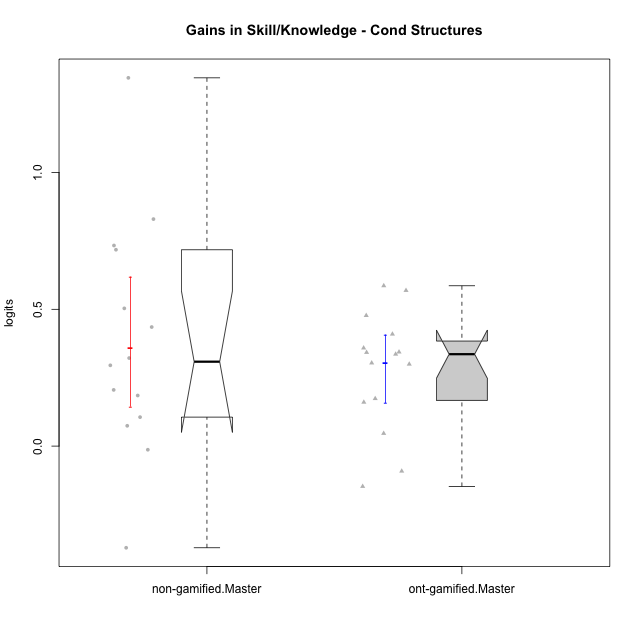 Gains in Skill/Knowledge - Cond Structures
logits
1.0
0.5
0.0
non-gamified.Master
ont-gamified.Master